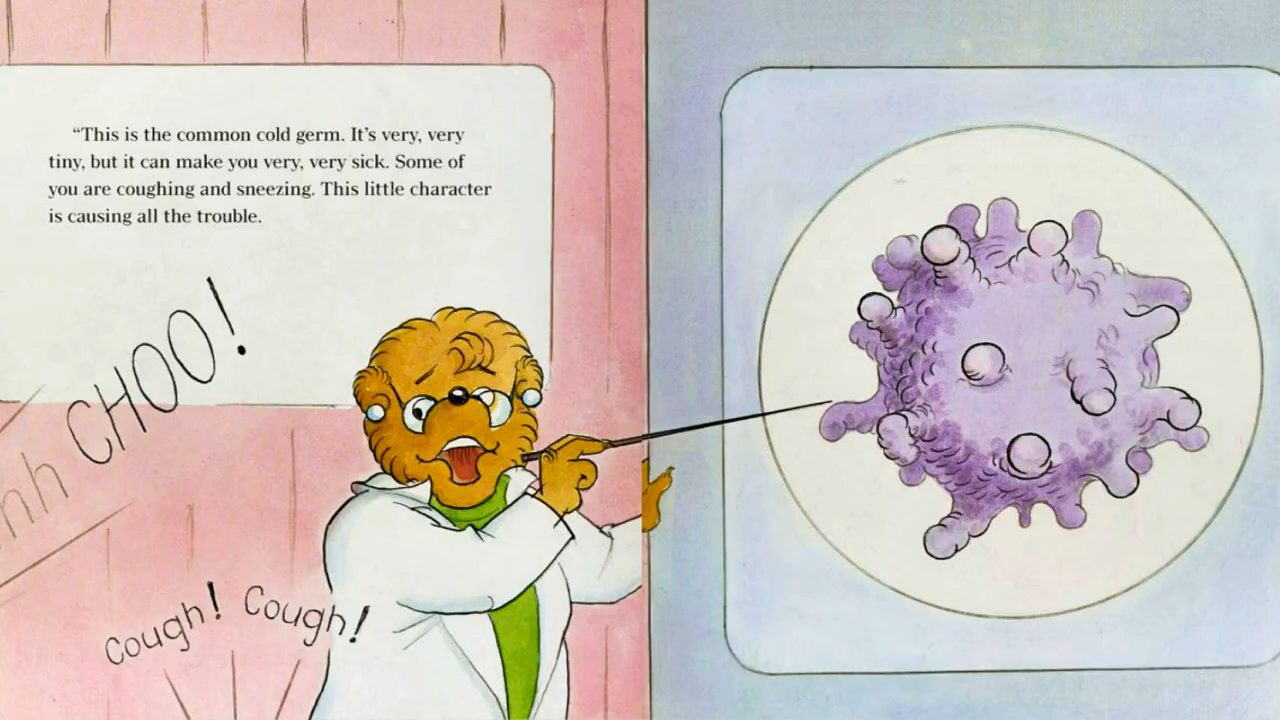 “This is the common cold germ. It’s very, very
tiny, but it can make you very, very sick. Some of
you are coughing and sneezing. This little character
is causing all the trouble.
CHOO!
Cough! Cough!